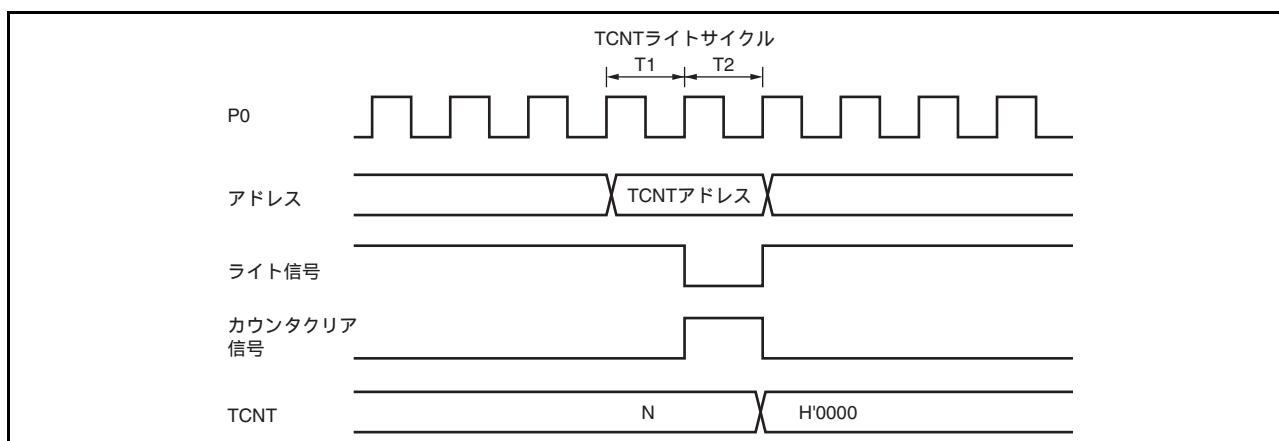 TCNTライトサイクル
T1 T2
P0
アドレス
TCNTアドレス
ライト信号
カウンタクリア
信号
TCNT
N
H'0000